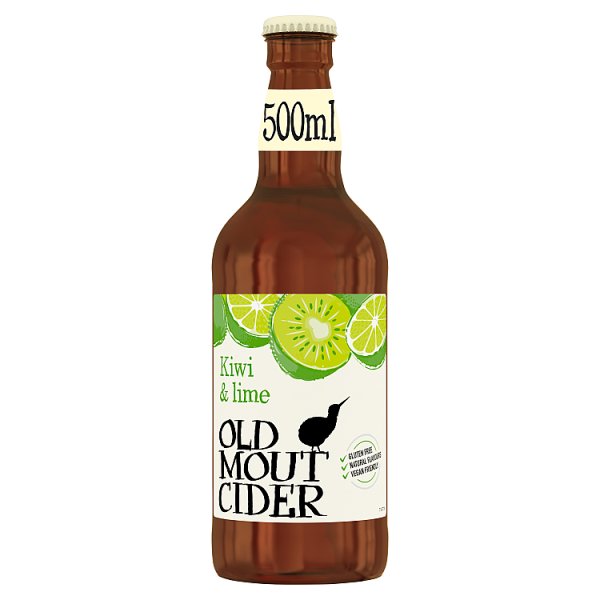 500ml
Kiwi
& lime
OLD
MOUT
CIDER
GLUTEN FREE
NATURAL FLAVOURS
VEGAN FRIENDLY